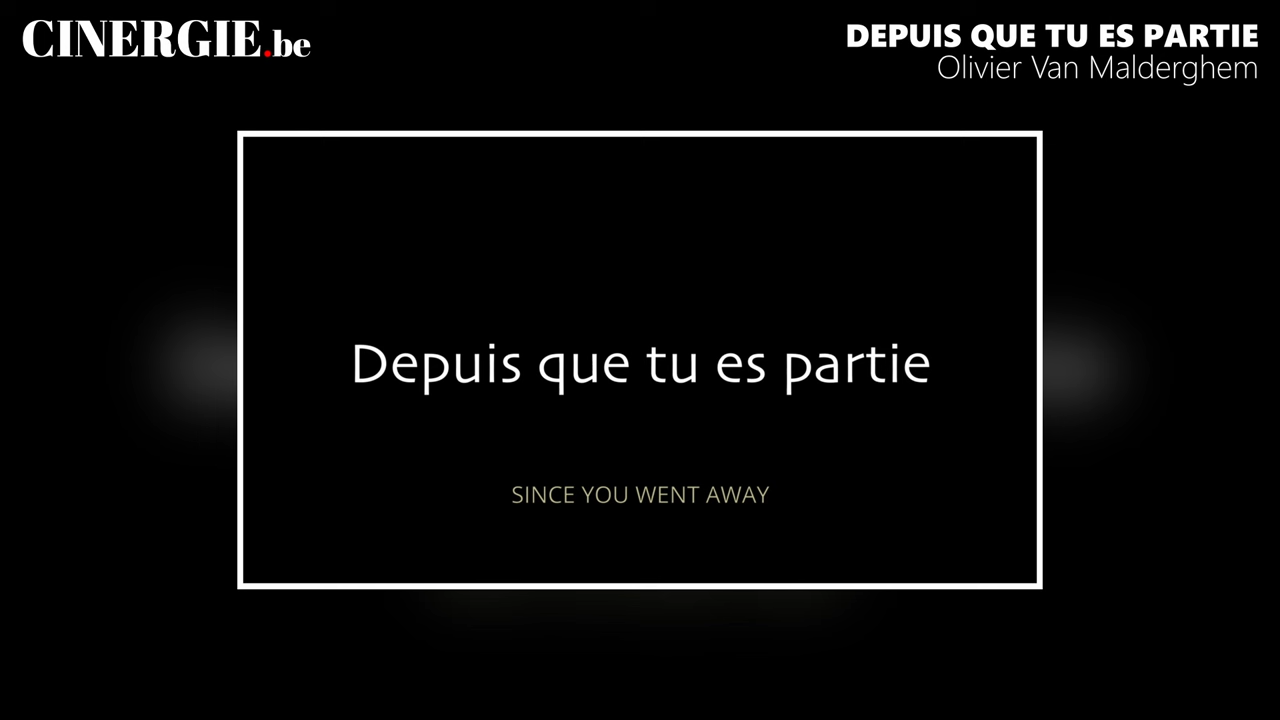 CINERGIE.be
DEPUIS QUE TU ES PARTIE
Olivier Van Malderghem
Depuis que tu es partie
SINCE YOU WENT AWAY